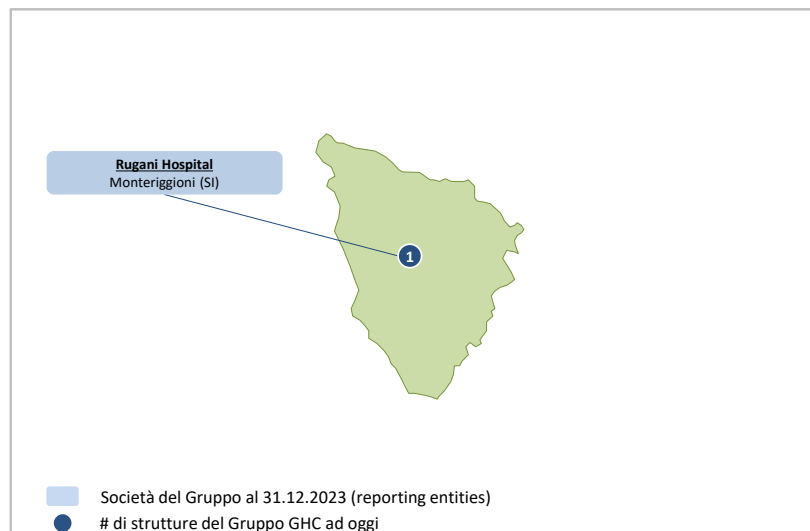 Rugani Hospital
Monteriggioni (SI)
1
Società del Gruppo al 31.12.2023 (reporting entities)
# di strutture del Gruppo GHC ad oggi